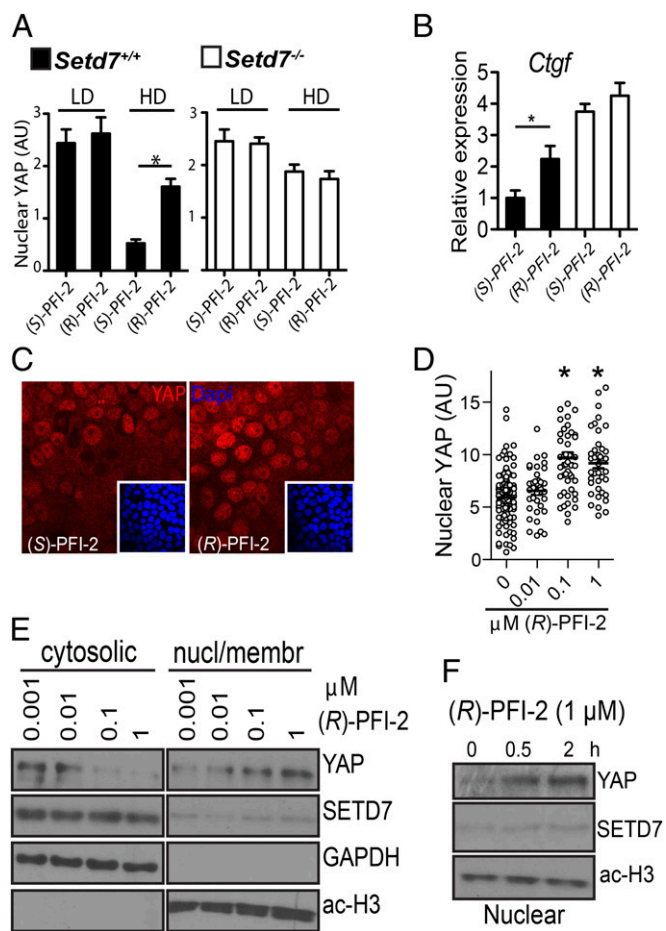 A
Setd7+/+
Setd7-/-
LD
HD
LD
HD
Nuclear YAP (AU)
3
2
1
0
*
3
2
1
0
(S)-PFI-2
(R)-PFI-2
(S)-PFI-2
(R)-PFI-2
(S)-PFI-2
(R)-PFI-2
(S)-PFI-2
(R)-PFI-2
B
Ctgf
Relative expression
5
4
3
2
1
0
*
(S)-PFI-2
(R)-PFI-2
(S)-PFI-2
(R)-PFI-2
C
YAP
Dapi
(S)-PFI-2
(R)-PFI-2
D
Nuclear YAP (AU)
15
10
5
0
* *
0
0.01
0.1
1
μM (R)-PFI-2
E
cytosolic
nucl/membr
0.001
0.01
0.1
1
0.001
0.01
0.1
1
μM
(R)-PFI-2
YAP
SETD7
GAPDH
ac-H3
F
(R)-PFI-2 (1 μM)
0 0.5 2 h
YAP
SETD7
ac-H3
Nuclear